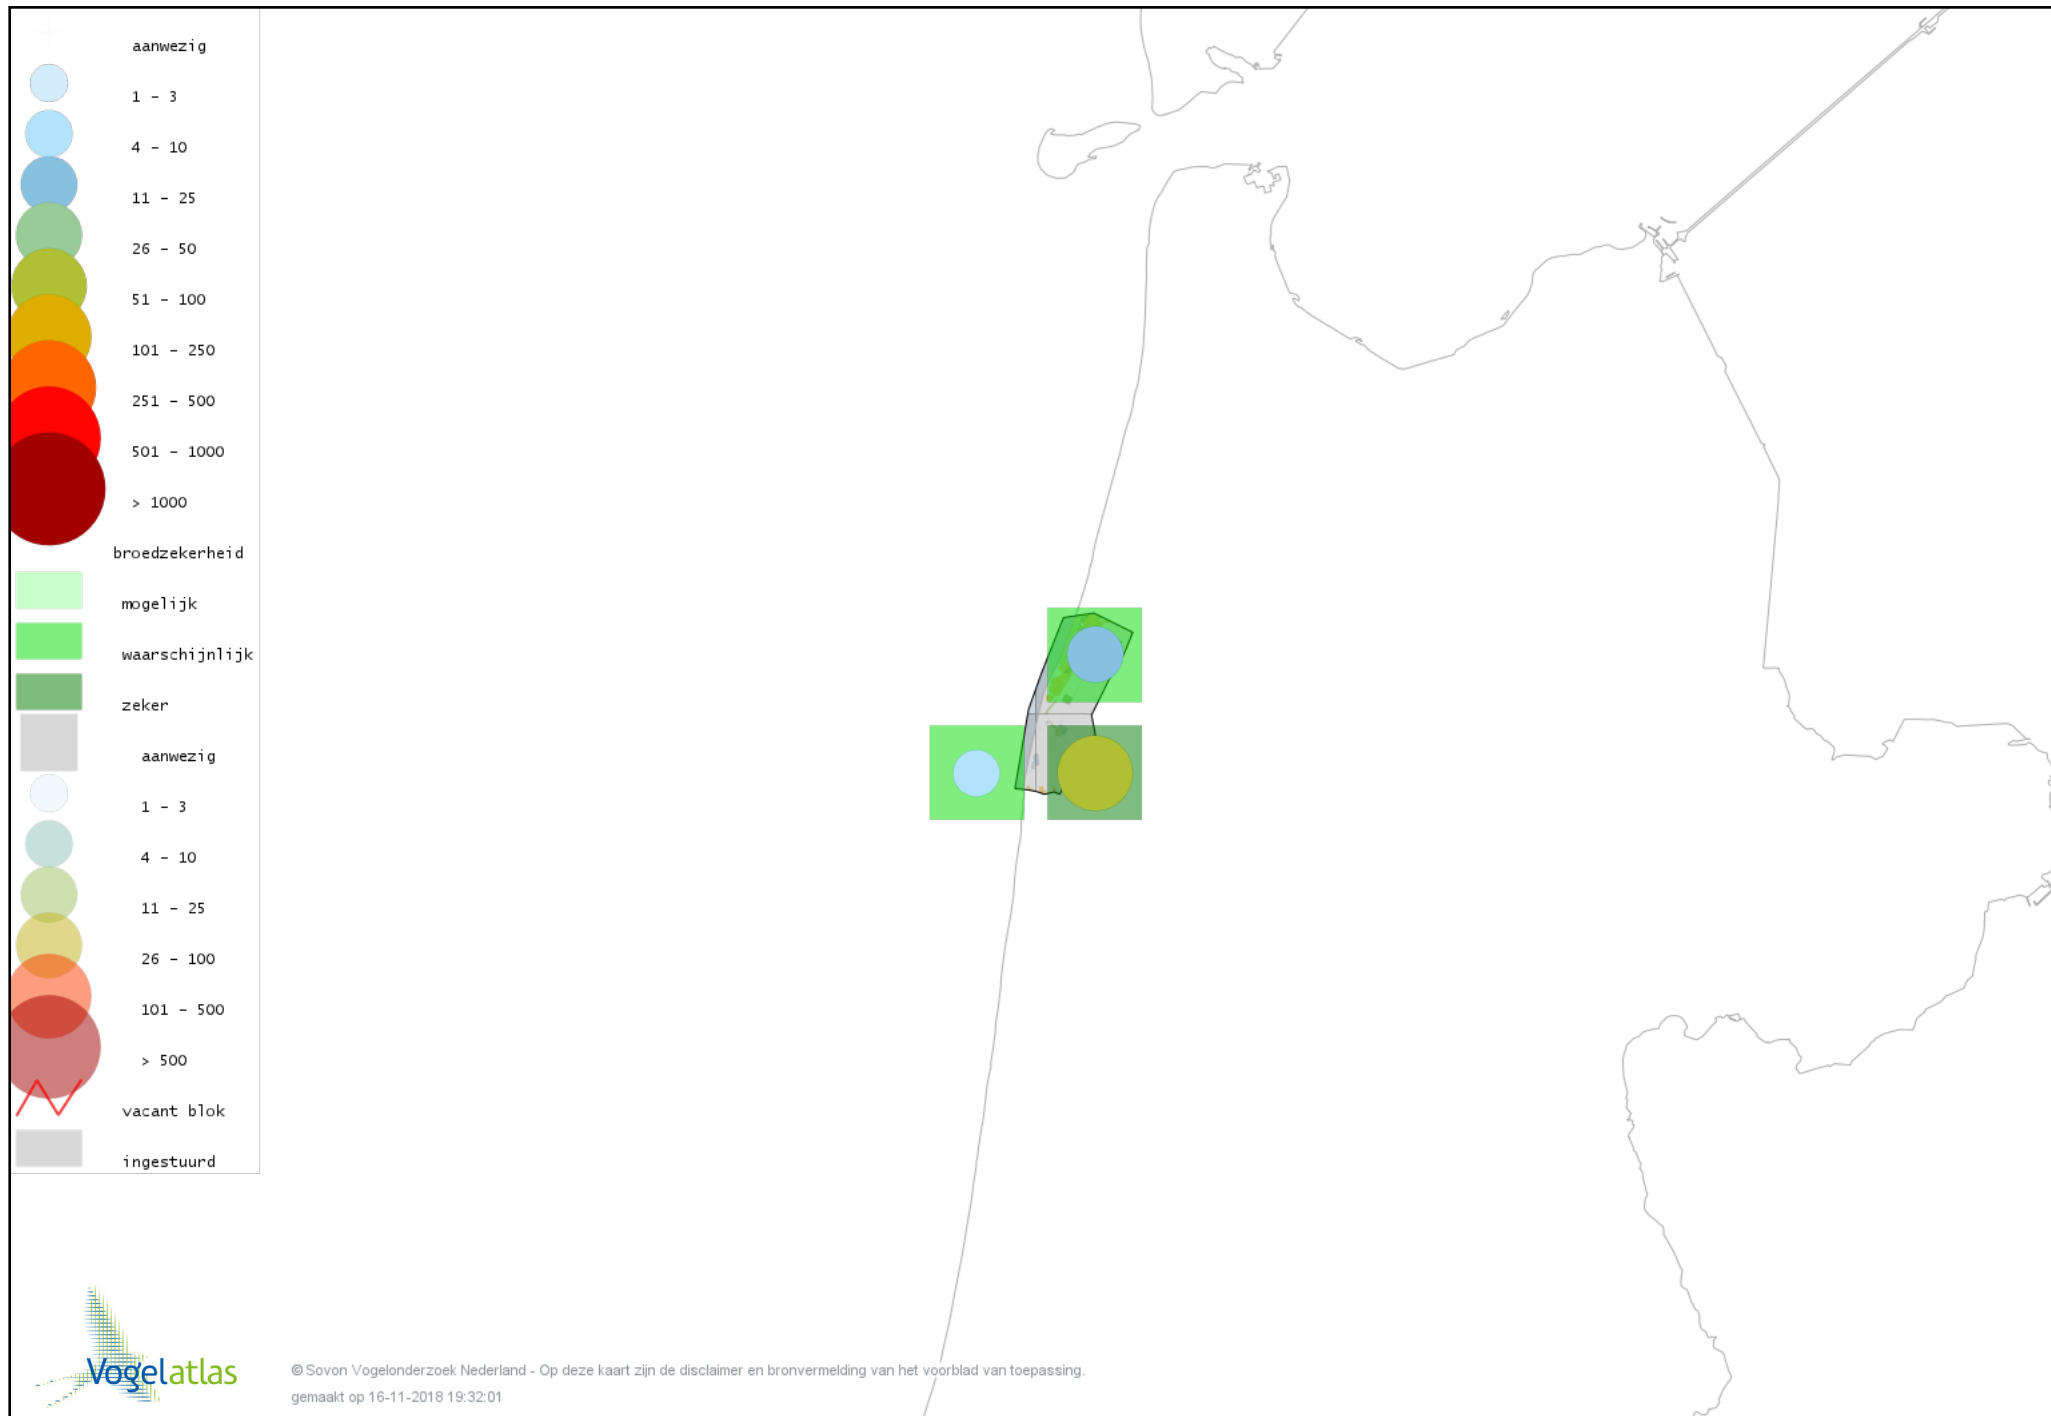 aanwezig
1 - 3
4 - 10
11 - 25
26 - 50
51 - 100
101 - 250
251 - 500
501 - 1000
> 1000
broedzekerheid
mogelijk
waarschijnlijk
zeker
aanwezig
1 - 3
4 - 10
11 - 25
26 - 100
101 - 500
> 500
vacant blok
ingestuurd
Vogelatlas
© Sovon Vogelonderzoek Nederland - Op deze kaart zijn de disclaimer en bronvermelding van het voorblad van toepassing.
gemaakt op 16-11-2018 19:32:01